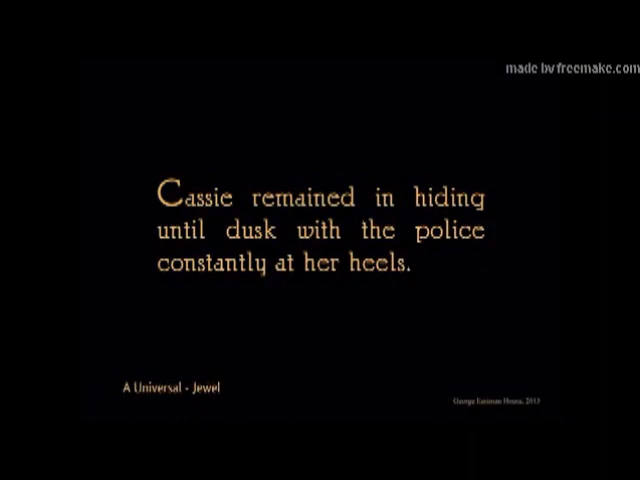 made by freemake.com
Cassie remained in hiding
until dusk with the police
constantly at her heels.
A Universal - Jewel
George Eastman House, 2013